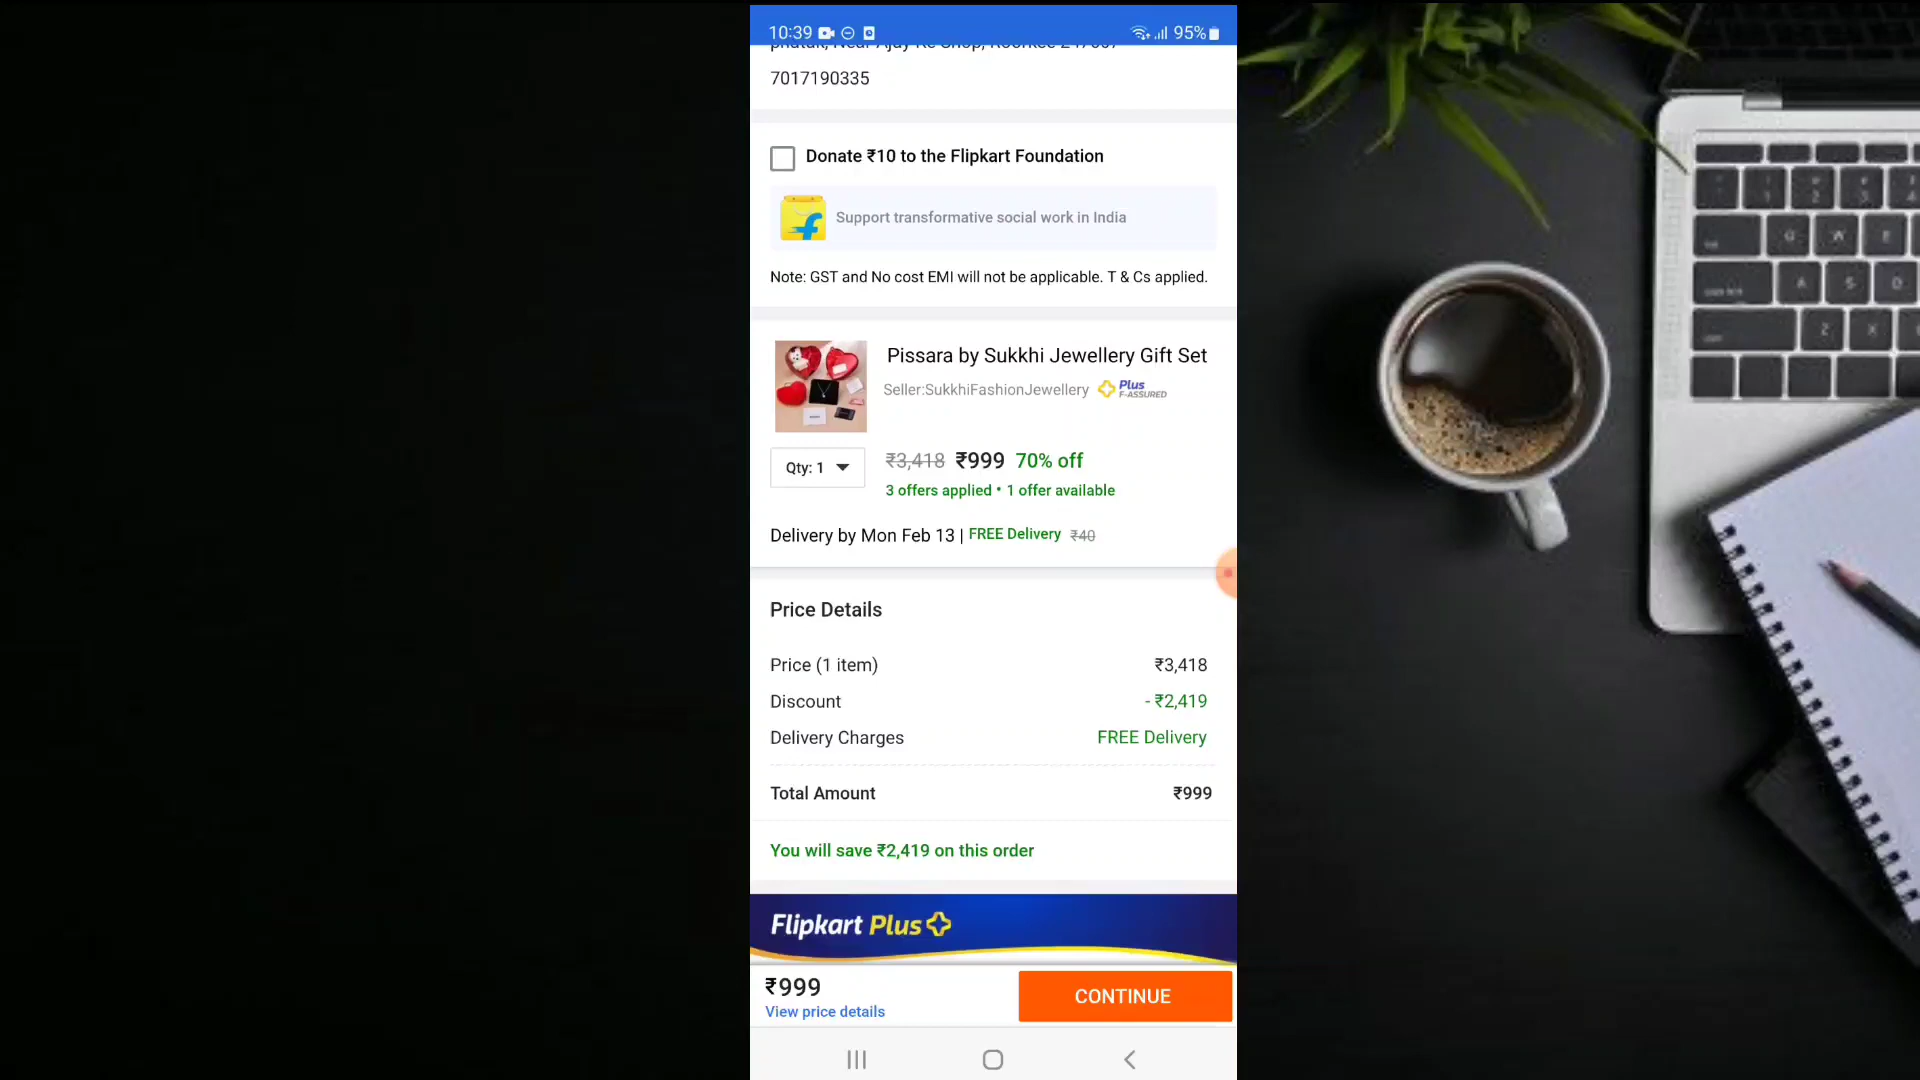 10:39
95%
7017190335
Donate ₹10 to the Flipkart Foundation
Support transformative social work in India
Note: GST and No cost EMI will not be applicable. T & Cs applied.
Pissara by Sukkhi Jewellery Gift Set
Seller:SukkhiFashionJewellery Plus
F-ASSURED
Qty: 1
₹3,418 ₹999 70% off
3 offers applied • 1 offer available
Delivery by Mon Feb 13 | FREE Delivery ₹40
Price Details
Price (1 item) ₹3,418
Discount - ₹2,419
Delivery Charges FREE Delivery
Total Amount ₹999
You will save ₹2,419 on this order
Flipkart Plus
₹999
View price details
CONTINUE